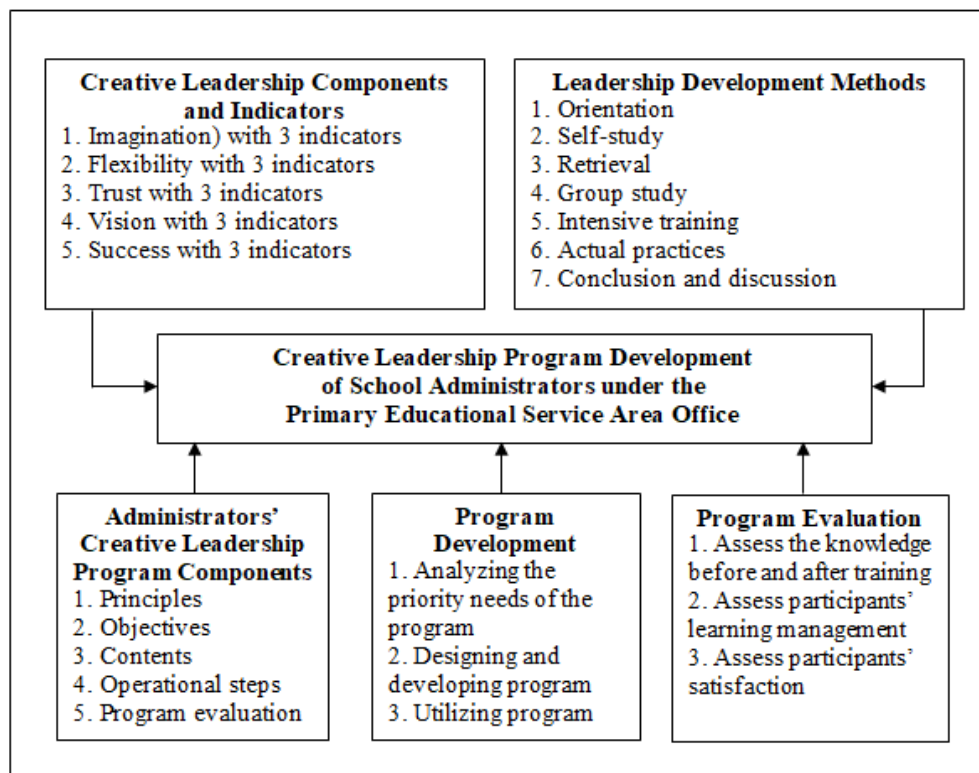 Creative Leadership Components
and Indicators
1. Imagination) with 3 indicators
2. Flexibility with 3 indicators
3. Trust with 3 indicators
4. Vision with 3 indicators
5. Success with 3 indicators
Leadership Development Methods
1. Orientation
2. Self-study
3. Retrieval
4. Group study
5. Intensive training
6. Actual practices
7. Conclusion and discussion
Creative Leadership Program Development
of School Administrators under the
Primary Educational Service Area Office
Administrators’
Creative Leadership
Program Components
1. Principles
2. Objectives
3. Contents
4. Operational steps
5. Program evaluation
Program
Development
1. Analyzing the
priority needs of the
program
2. Designing and
developing program
3. Utilizing program
Program Evaluation
1. Assess the knowledge
before and after training
2. Assess participants’
learning management
3. Assess participants’
satisfaction